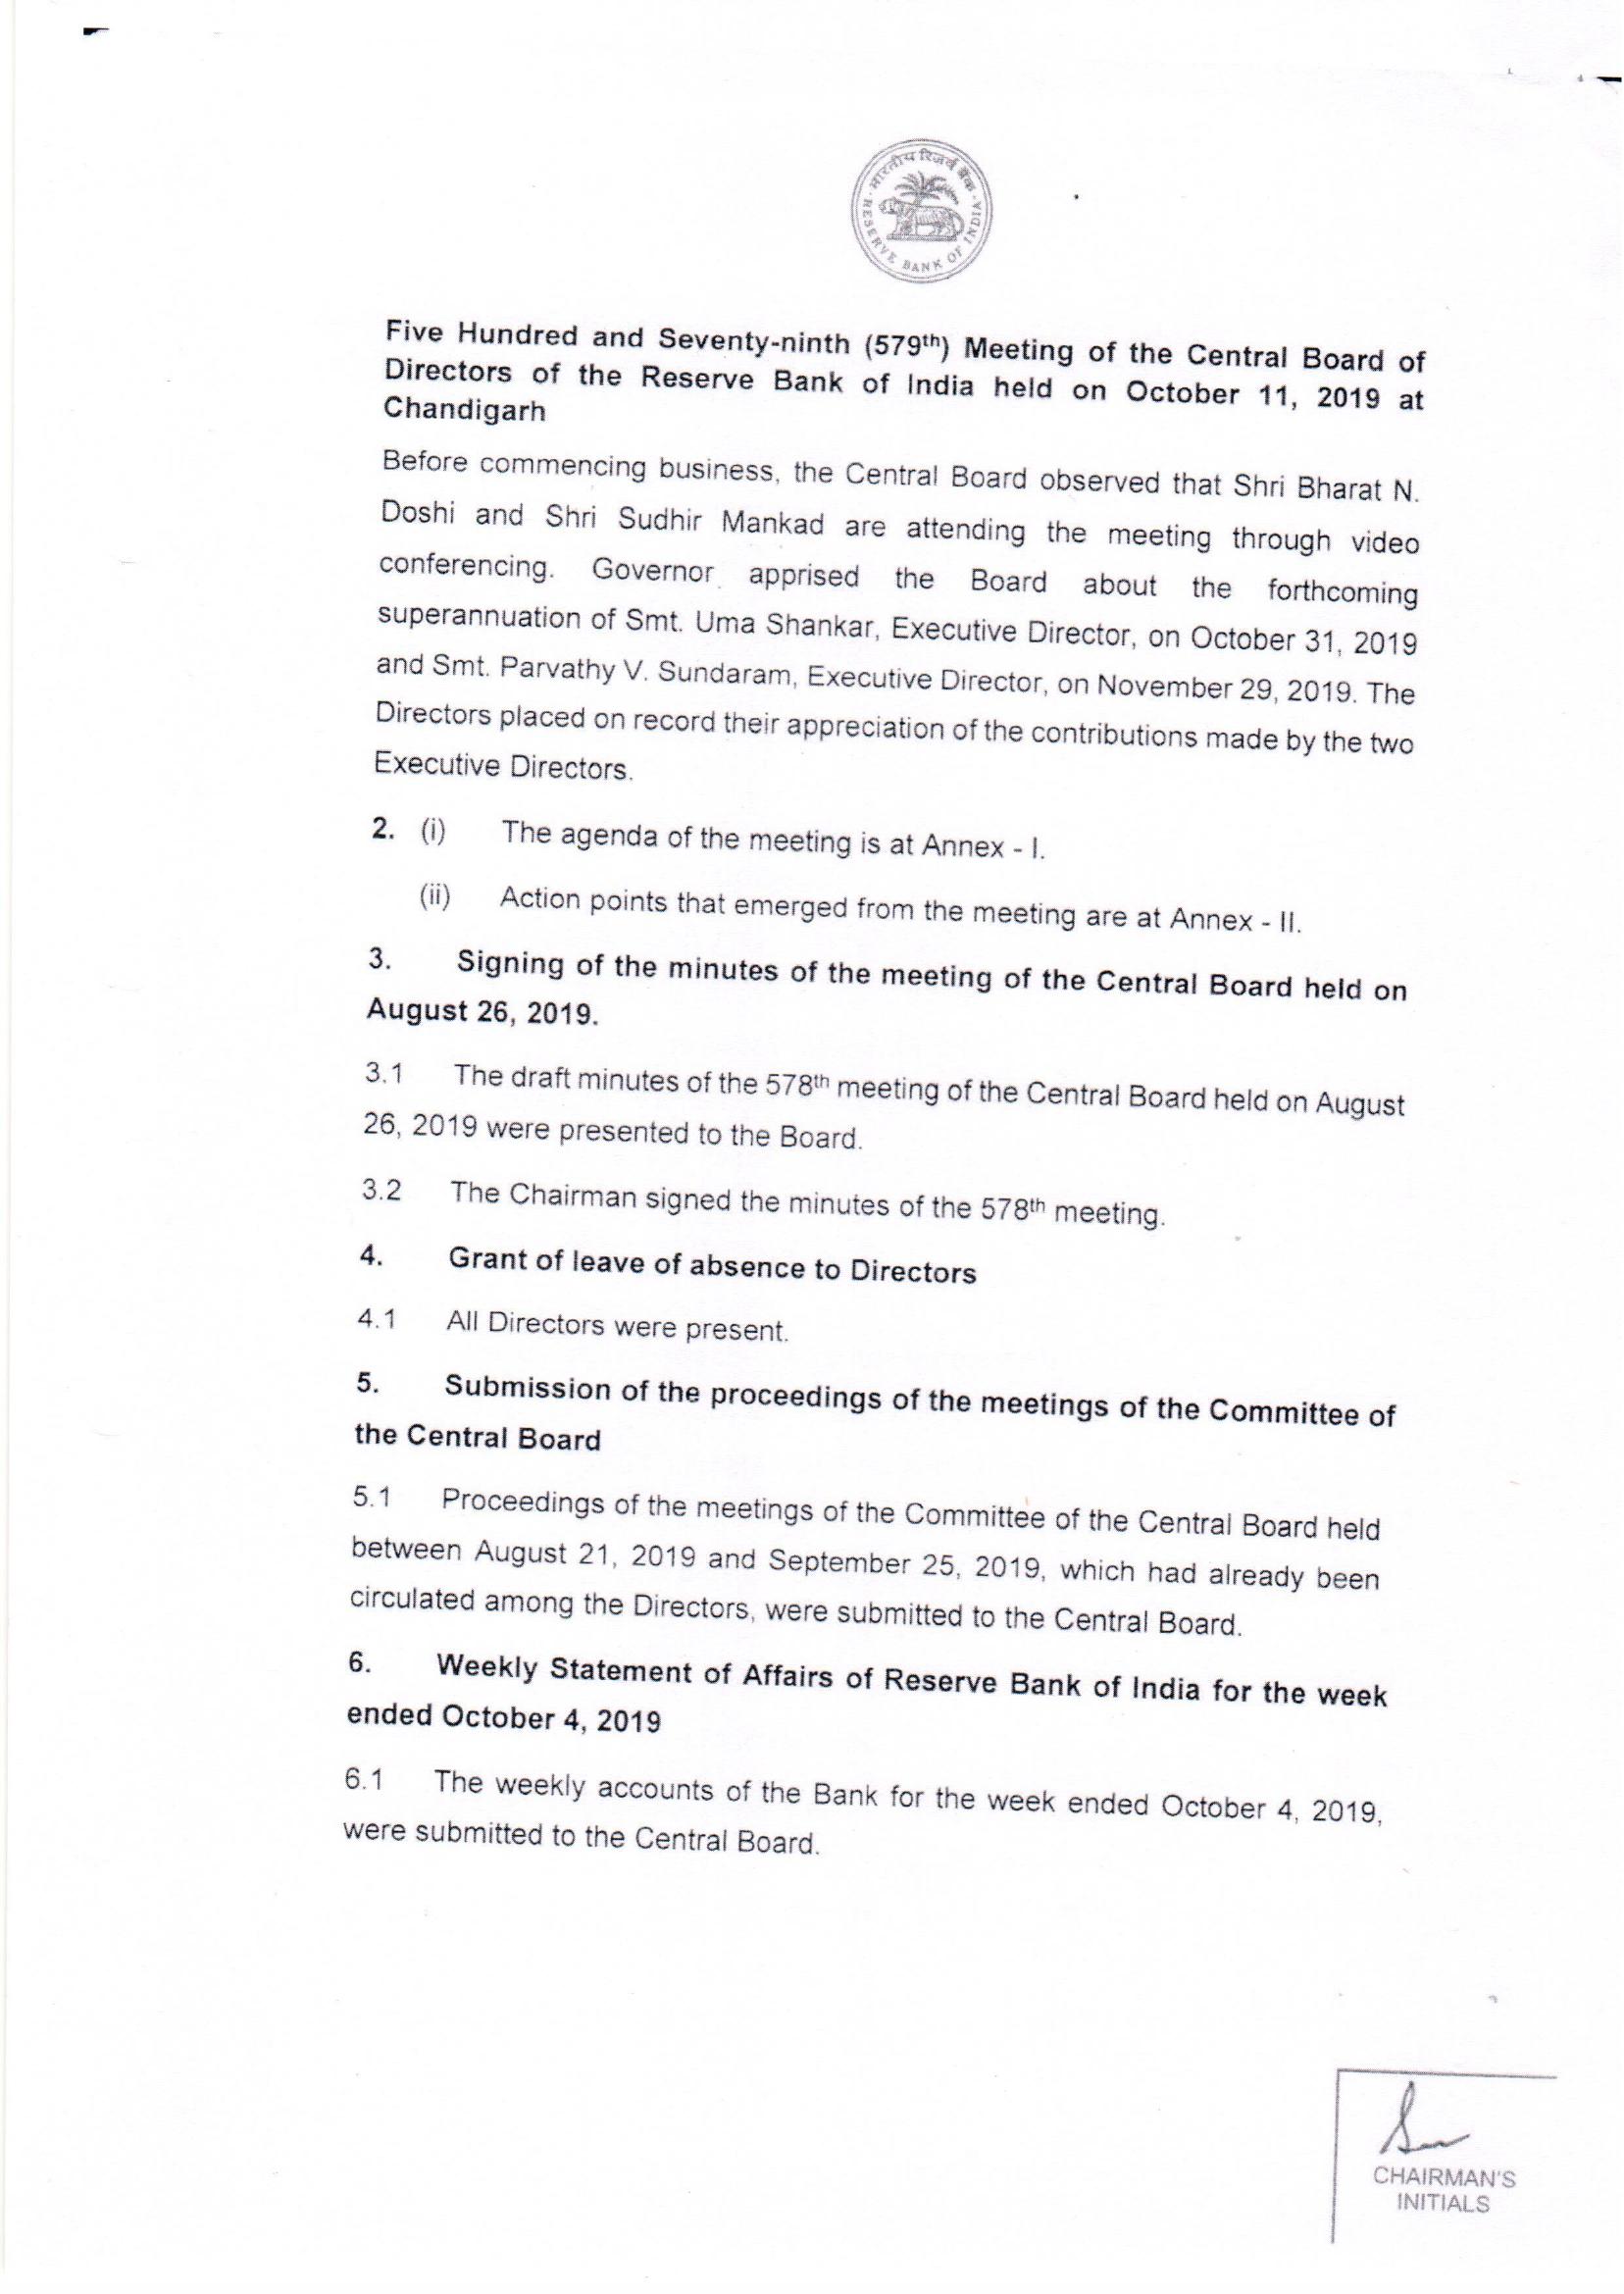 भारतीय रिज़र्व बैंक
RESERVE BANK OF INDIA
Five Hundred and Seventy-ninth (579th) Meeting of the Central Board of
Directors of the Reserve Bank of India held on October 11, 2019 at
Chandigarh
Before commencing business, the Central Board observed that Shri Bharat N.
Doshi and Shri Sudhir Mankad are attending the meeting through video
conferencing. Governor apprised the Board about the forthcoming
superannuation of Smt. Uma Shankar, Executive Director, on October 31, 2019
and Smt. Parvathy V. Sundaram, Executive Director, on November 29, 2019. The
Directors placed on record their appreciation of the contributions made by the two
Executive Directors.
2. (i) The agenda of the meeting is at Annex - I.
(ii) Action points that emerged from the meeting are at Annex - II.
3. Signing of the minutes of the meeting of the Central Board held on
August 26, 2019.
3.1 The draft minutes of the 578th meeting of the Central Board held on August
26, 2019 were presented to the Board.
3.2 The Chairman signed the minutes of the 578th meeting.
4. Grant of leave of absence to Directors
4.1 All Directors were present.
5. Submission of the proceedings of the meetings of the Committee of
the Central Board
5.1 Proceedings of the meetings of the Committee of the Central Board held
between August 21, 2019 and September 25, 2019, which had already been
circulated among the Directors, were submitted to the Central Board.
6. Weekly Statement of Affairs of Reserve Bank of India for the week
ended October 4, 2019
6.1 The weekly accounts of the Bank for the week ended October 4, 2019,
were submitted to the Central Board.
CHAIRMAN'S
INITIALS